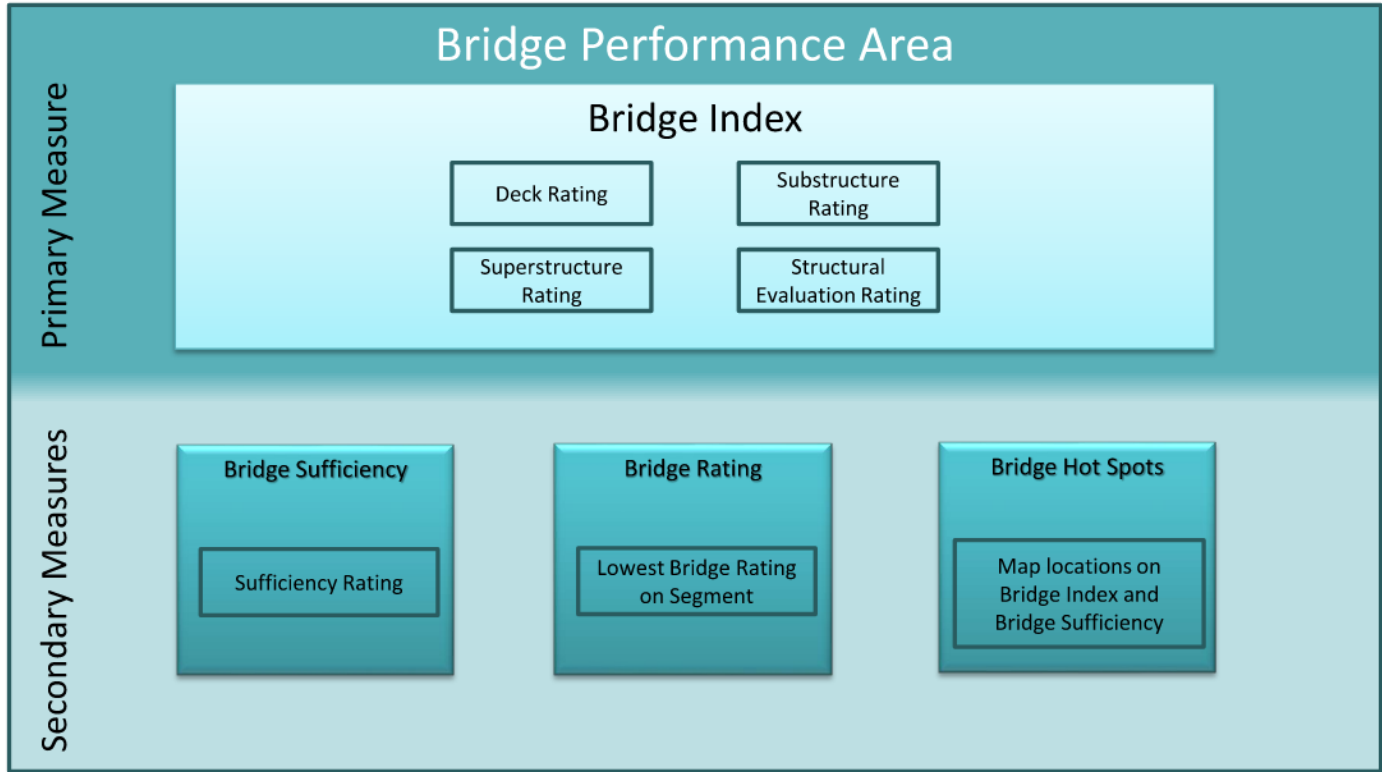 Bridge Performance Area
Primary Measure
Bridge Index
Deck Rating
Substructure
Rating
Superstructure
Rating
Structural
Evaluation Rating
Secondary Measures
Bridge Sufficiency
Sufficiency Rating
Bridge Rating
Lowest Bridge Rating
on Segment
Bridge Hot Spots
Map locations on
Bridge Index and
Bridge Sufficiency